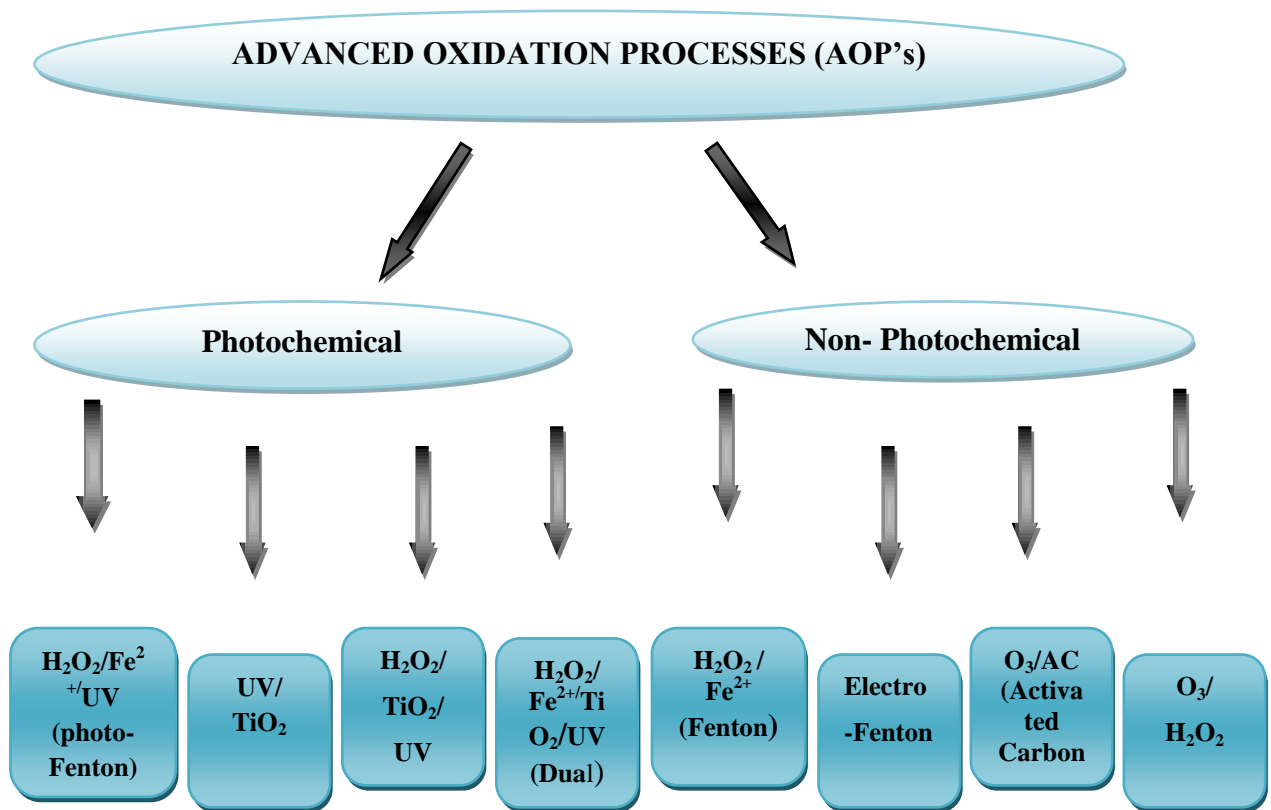 ADVANCED OXIDATION PROCESSES (AOP’s)
Photochemical
Non- Photochemical
H₂O₂/Fe²
⁺/UV
(photo-
Fenton)
UV/
TiO₂
H₂O₂/
TiO₂/
UV
H₂O₂/
Fe²⁺/Ti
O₂/UV
(Dual)
H₂O₂ /
Fe²⁺
(Fenton)
Electro
-Fenton
O₃/AC
(Activa
ted
Carbon
O₃/
H₂O₂